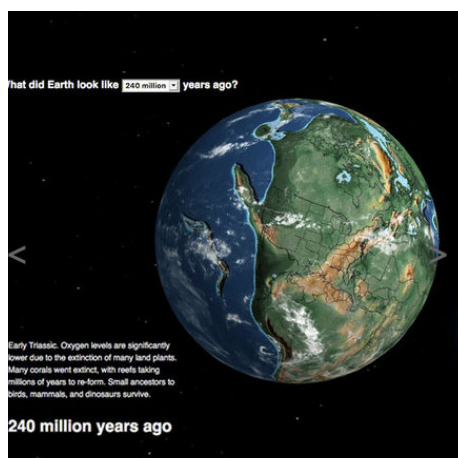 hat did Earth look like 240 million years ago?
<
>
Early Triassic. Oxygen levels are significantly
lower due to the extinction of many land plants.
Many corals went extinct, with reefs taking
millions of years to re-form. Small ancestors to
birds, mammals, and dinosaurs survive.
240 million years ago